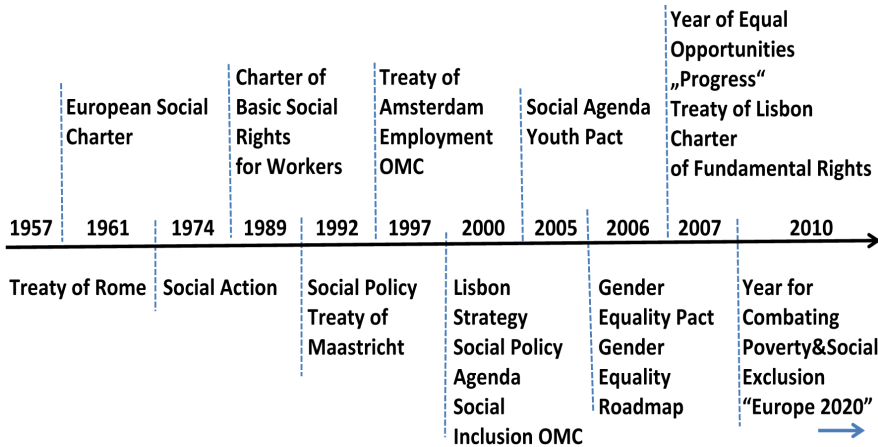 Year of Equal
Opportunities
„Progress“
Treaty of Lisbon
Charter
of Fundamental Rights
Charter of
Basic Social
Rights
for Workers
Treaty of
Amsterdam
Employment
OMC
European Social
Charter
Social Agenda
Youth Pact
1957 1961 1974 1989 1992 1997 2000 2005 2006 2007 2010
Treaty of Rome
Social Action
Social Policy
Treaty of
Maastricht
Lisbon
Strategy
Social Policy
Agenda
Social
Inclusion OMC
Gender
Equality Pact
Gender
Equality
Roadmap
Year for
Combating
Poverty&Social
Exclusion
“Europe 2020”